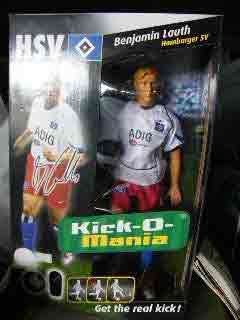 HSV
Benjamin Lauth
Hamburger SV
ADIG
ADIG
Kick-O-
Mania
Get the real kick!